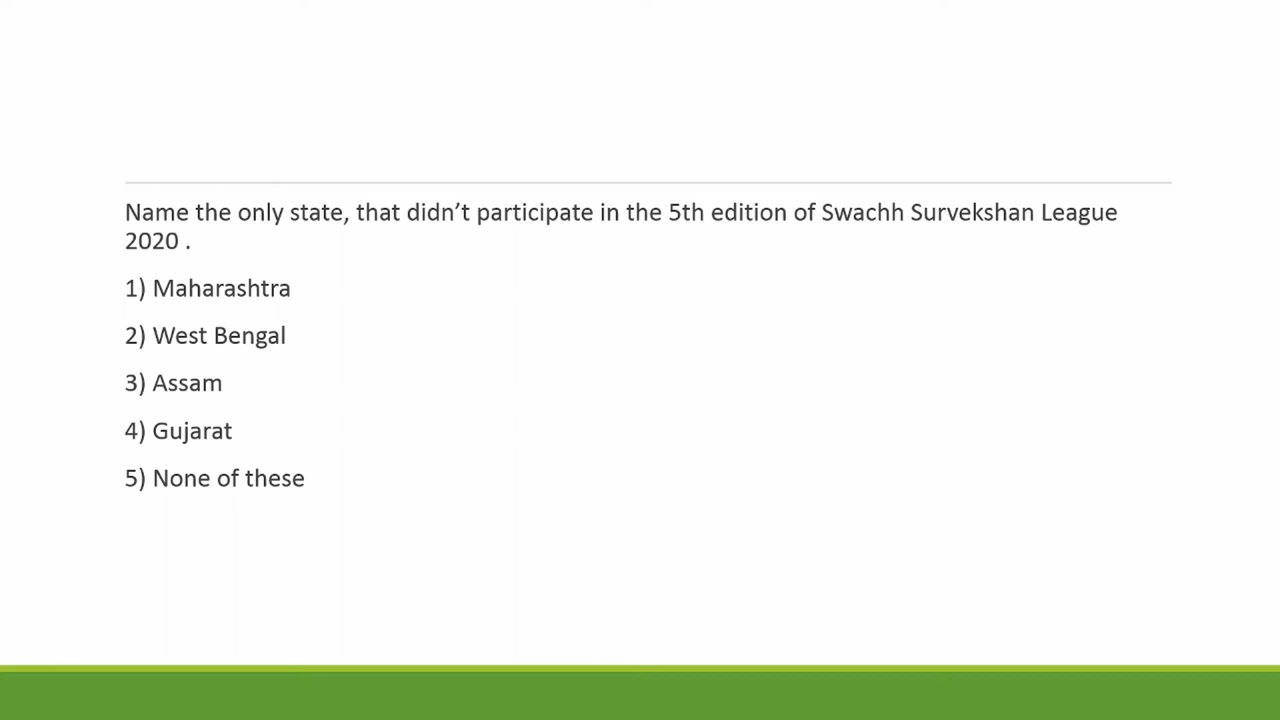 Name the only state, that didn’t participate in the 5th edition of Swachh Survekshan League
2020 .
1) Maharashtra
2) West Bengal
3) Assam
4) Gujarat
5) None of these